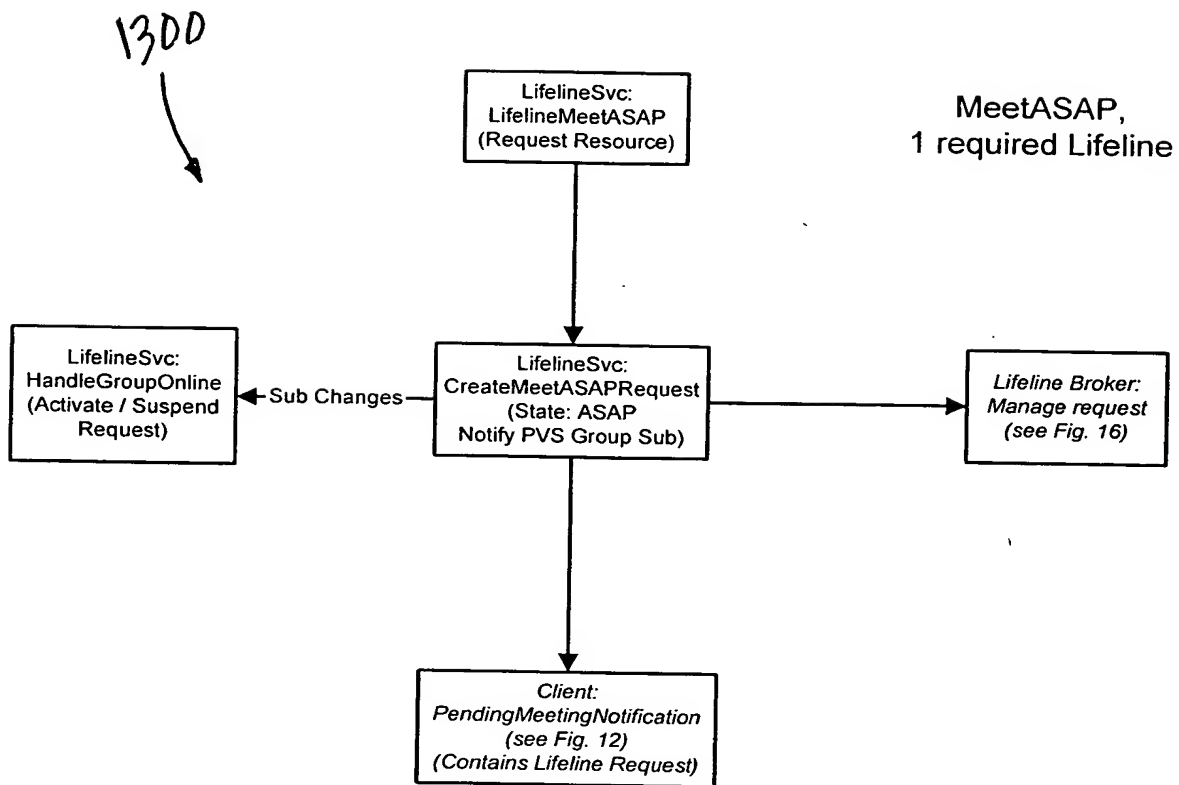 1300
LifelineSvc:
LifelineMeetASAP
(Request Resource)
MeetASAP,
1 required Lifeline
LifelineSvc:
HandleGroupOnline
(Activate / Suspend
Request)
Sub Changes
LifelineSvc:
CreateMeetASAPRequest
(State: ASAP
Notify PVS Group Sub)
Lifeline Broker:
Manage request
(see Fig. 16)
Client:
PendingMeetingNotification
(see Fig. 12)
(Contains Lifeline Request)